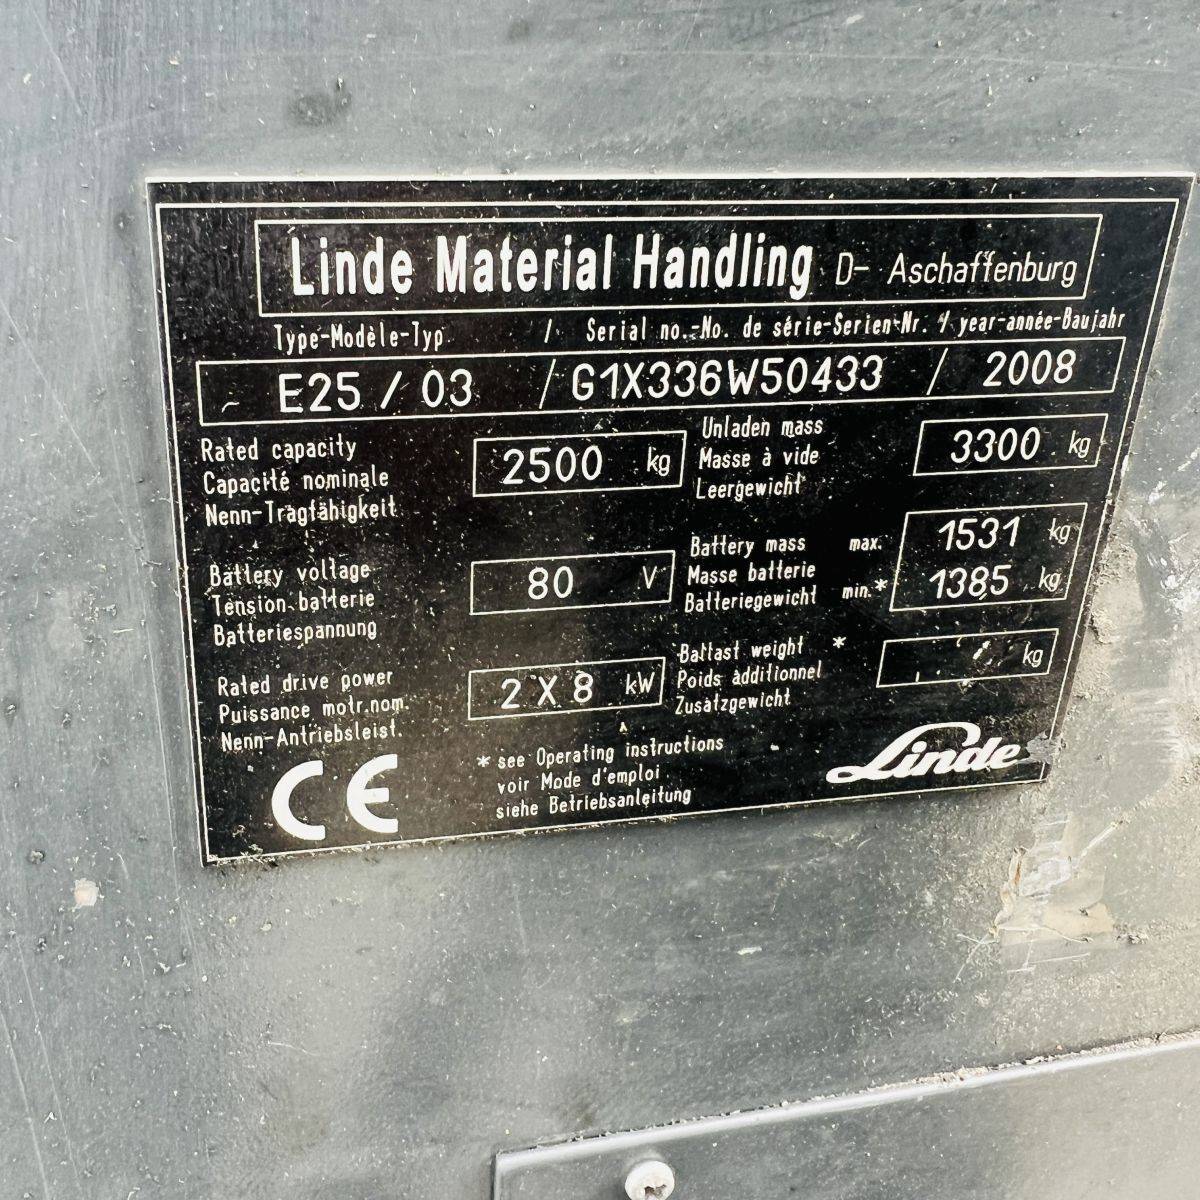 Linde Material Handling D- Aschaffenburg
Type-Modèle-Typ / Serial no.-No. de série-Serien-Nr. / year-année-Baujahr
E25 / 03 / G1X336W50433 / 2008
Rated capacity
Capacité nominale
Nenn-Tragfähigkeit
2500 kg
Unladen mass
Masse à vide
Leergewicht
3300 kg
Battery voltage
Tension batterie
Batteriespannung
80 V
Battery mass max.
Masse batterie
Batteriegewicht min.*
1531 kg
1385 kg
Rated drive power
Puissance motr.nom.
Nenn-Antriebsleist.
2 X 8 kW
Ballast weight *
Poids additionnel
Zusatzgewicht
kg
CE
* see Operating instructions
voir Mode d'emploi
siehe Betriebsanleitung
Linde